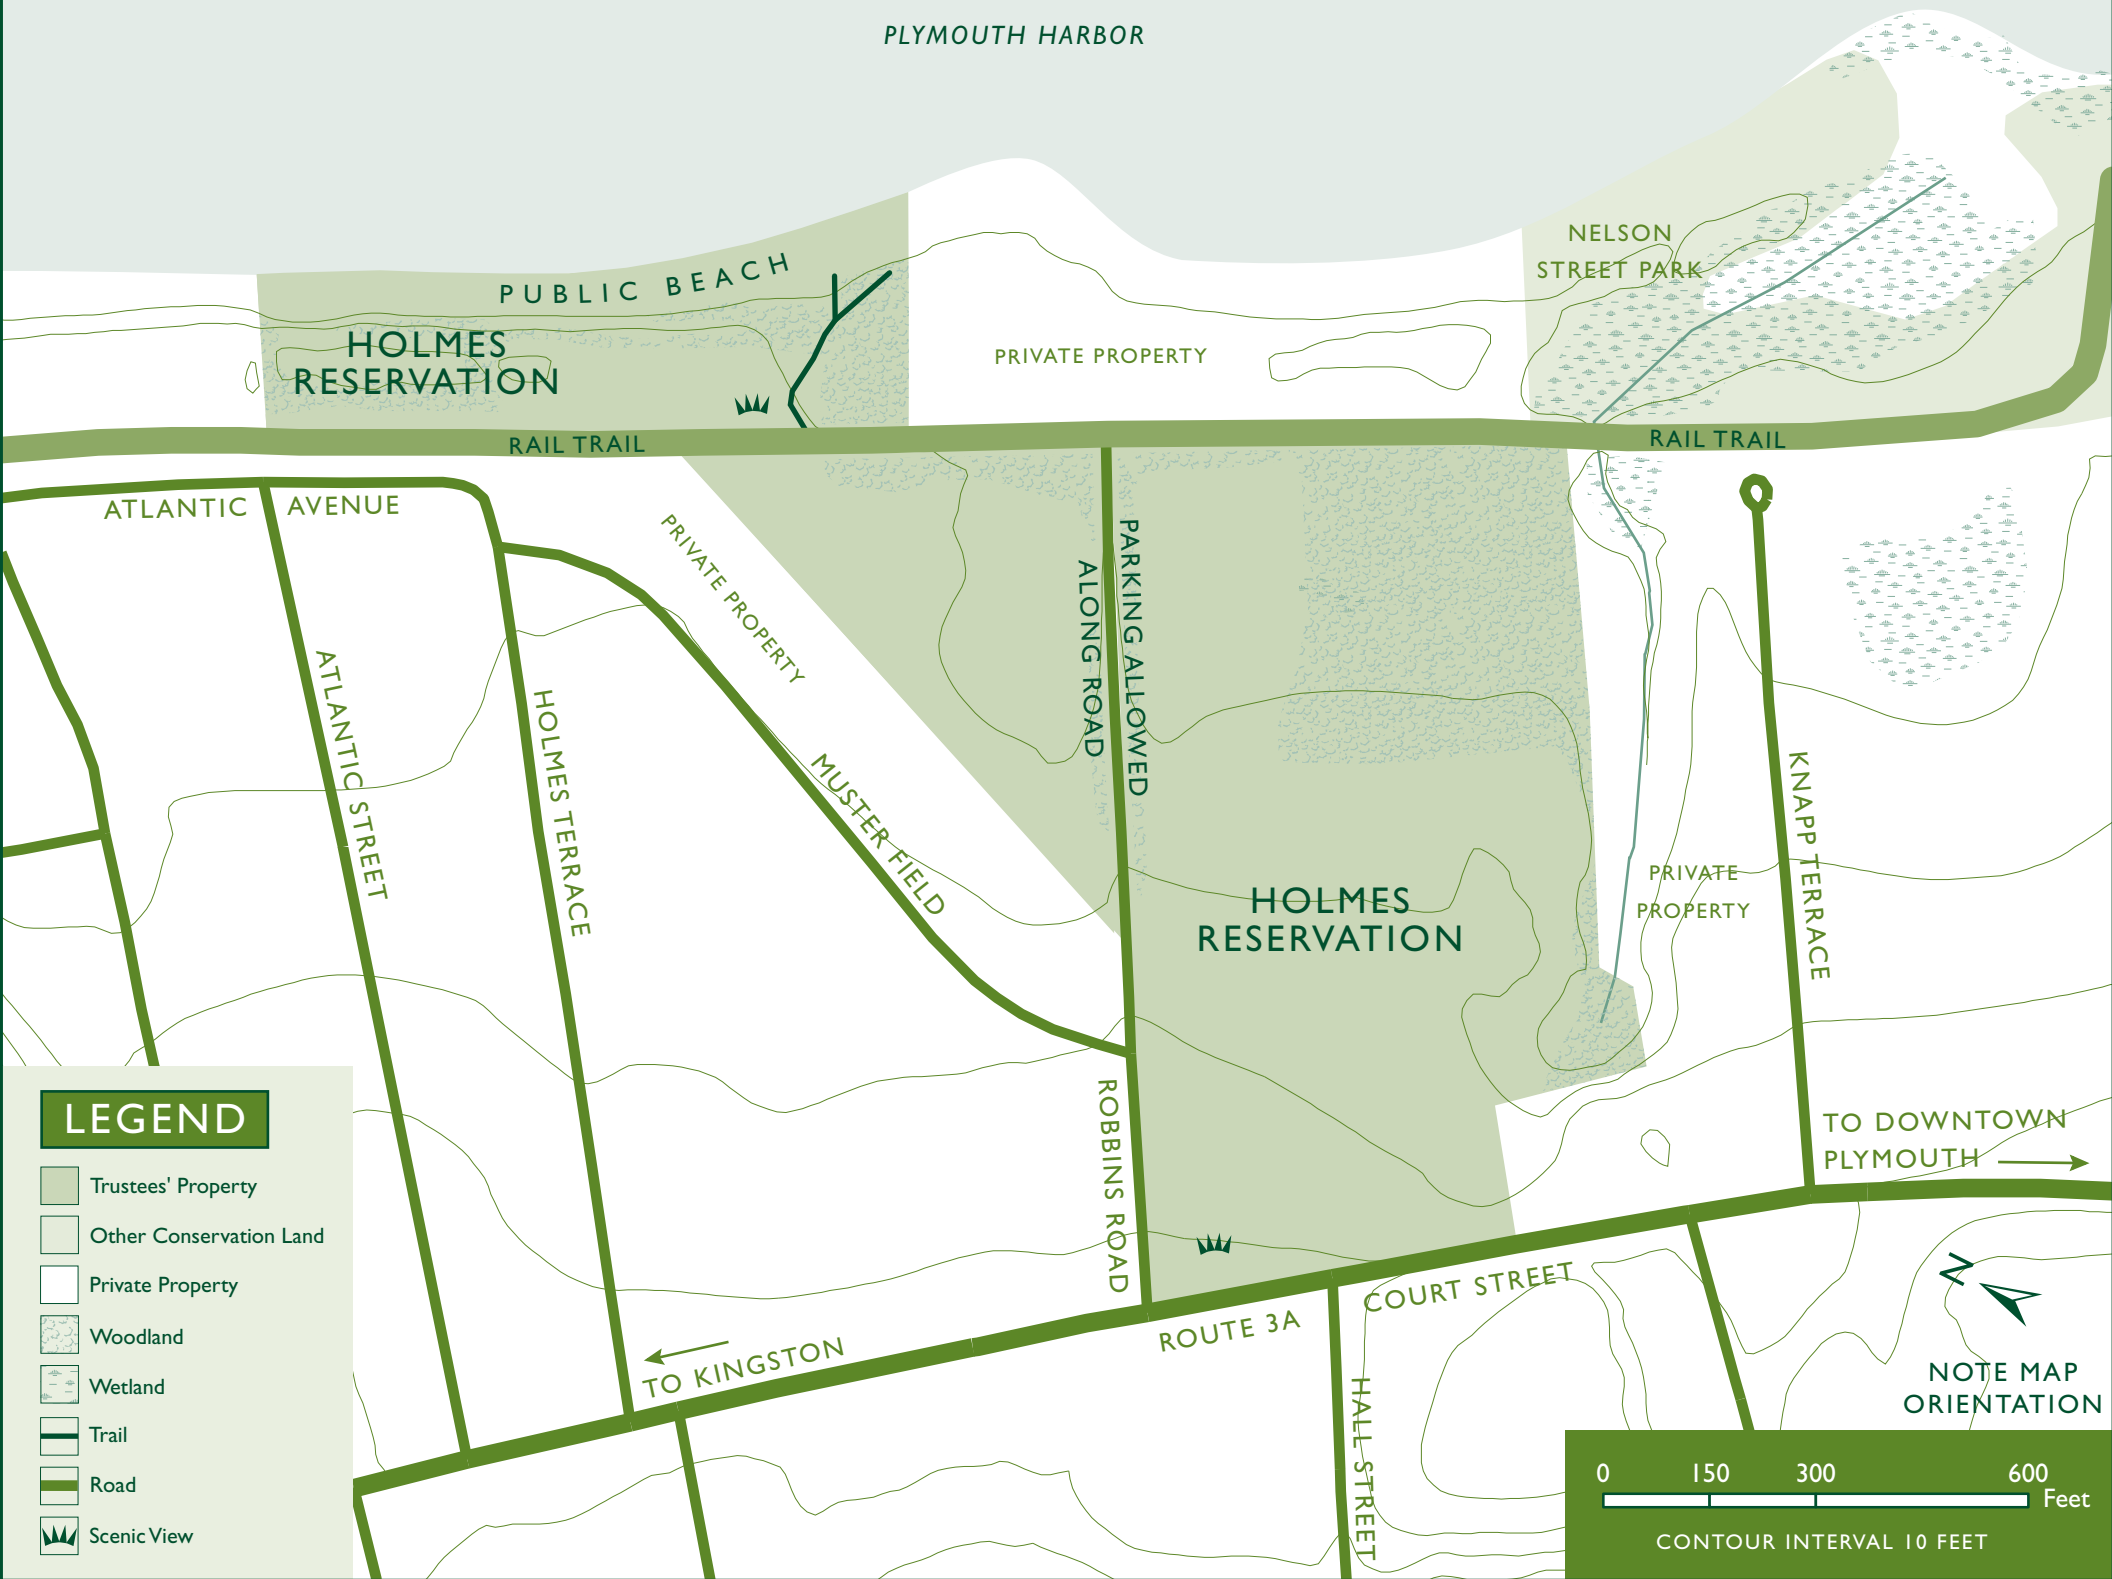 PLYMOUTH HARBOR
PUBLIC BEACH
NELSON
STREET PARK
HOLMES
RESERVATION
PRIVATE PROPERTY
RAIL TRAIL
RAIL TRAIL
ATLANTIC AVENUE
PRIVATE PROPERTY
PARKING ALLOWED
ALONG ROAD
ATLANTIC STREET
HOLMES TERRACE
MUSTER FIELD
KNAPP TERRACE
PRIVATE
PROPERTY
HOLMES
RESERVATION
ROBBINS ROAD
TO DOWNTOWN
PLYMOUTH
COURT STREET
ROUTE 3A
TO KINGSTON
HALL STREET
N
NOTE MAP
ORIENTATION
LEGEND
Trustees' Property
Other Conservation Land
Private Property
Woodland
Wetland
Trail
Road
Scenic View
0 150 300 600
Feet
CONTOUR INTERVAL 10 FEET